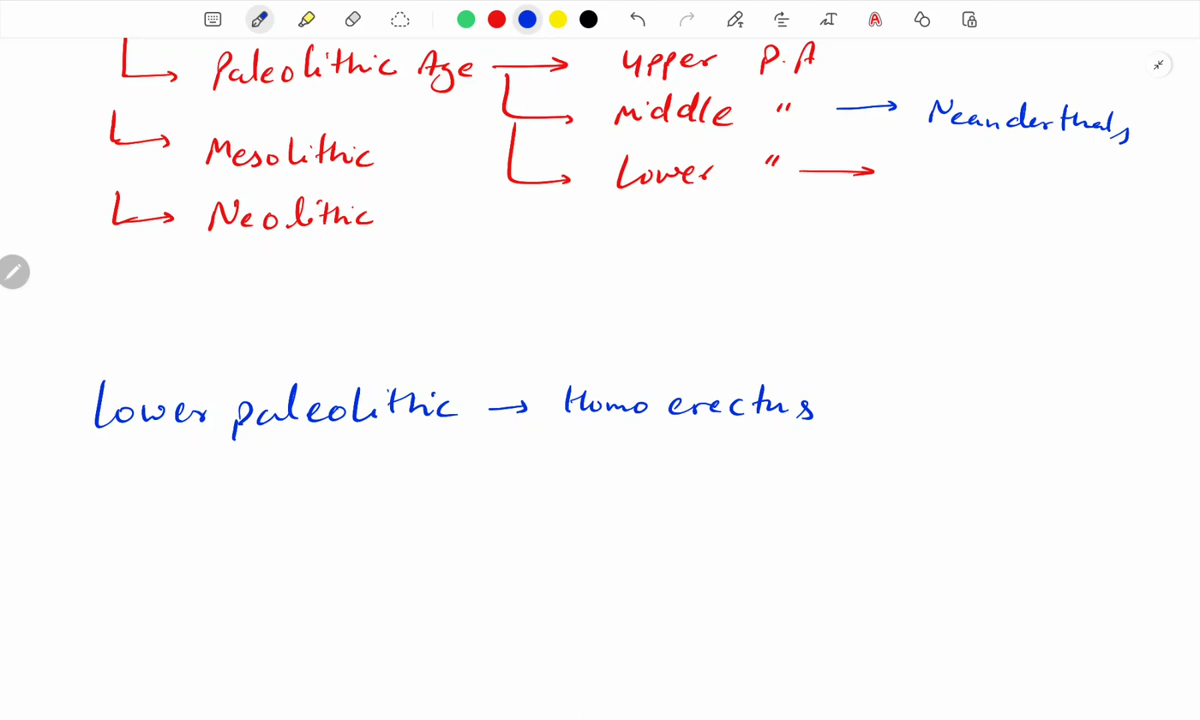 Paleolithic Age → Upper P.A
Middle " → Neanderthals
Mesolithic
Lower " →
Neolithic
Lower paleolithic → Homo erectus